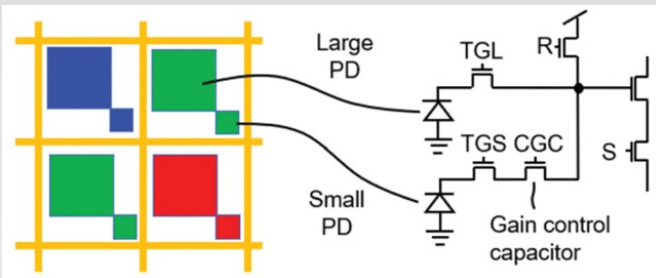 Large
PD
TGL
R
TGS CGC
S
Small
PD
Gain control
capacitor